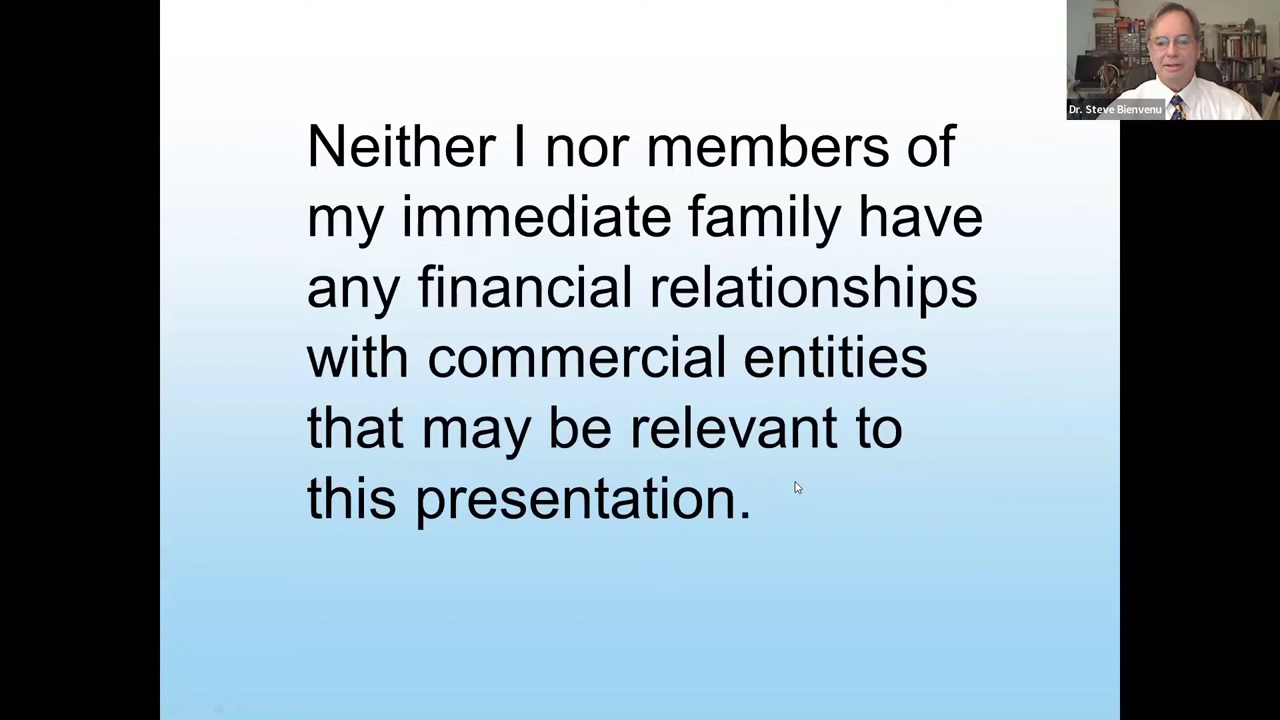 Neither I nor members of
my immediate family have
any financial relationships
with commercial entities
that may be relevant to
this presentation.
Dr. Steve Bienvenu